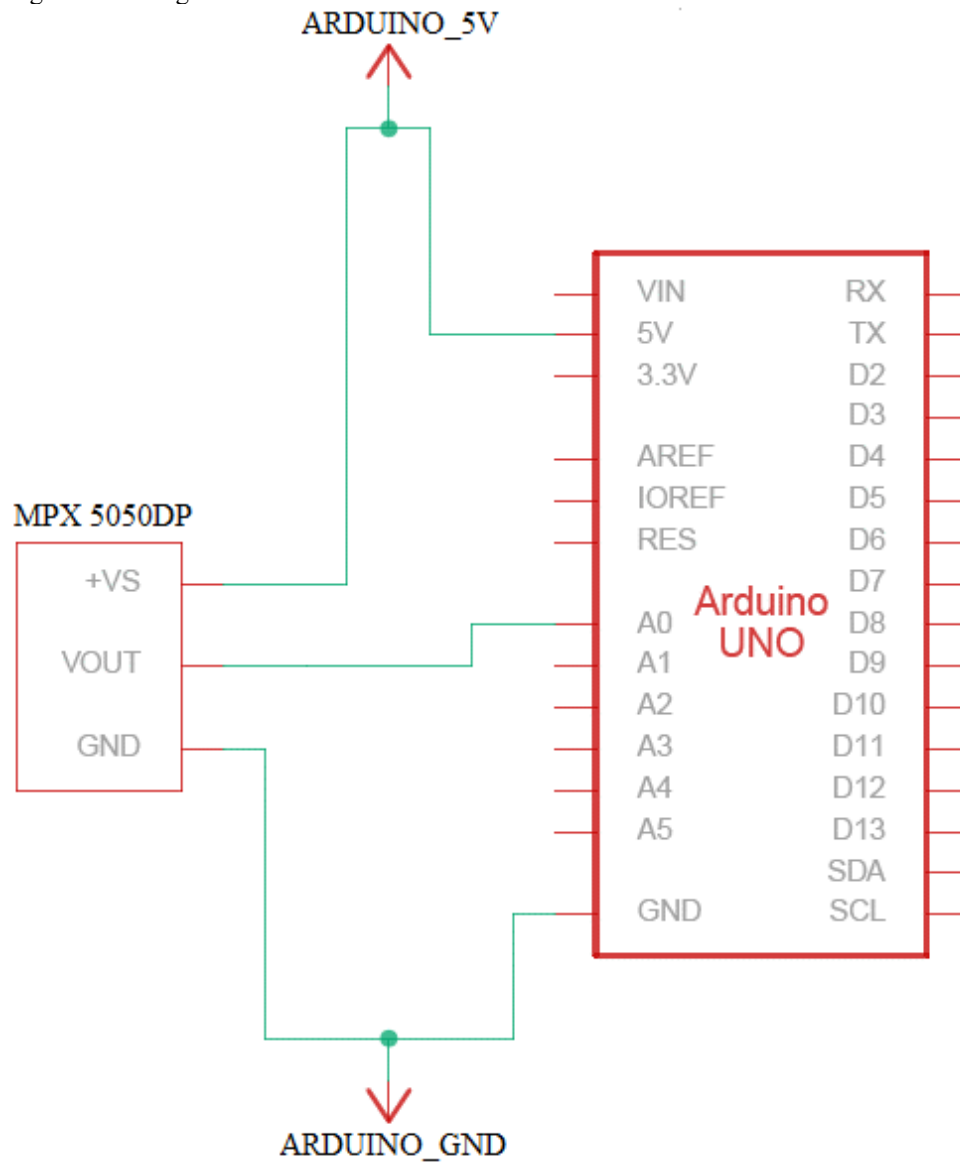 ARDUINO_5V
VIN RX
5V TX
3.3V D2
D3
AREF D4
IOREF D5
RES D6
D7
MPX 5050DP
+VS
VOUT
GND
Arduino
UNO
A0 D8
A1 D9
A2 D10
A3 D11
A4 D12
A5 D13
SDA
GND SCL
ARDUINO_GND